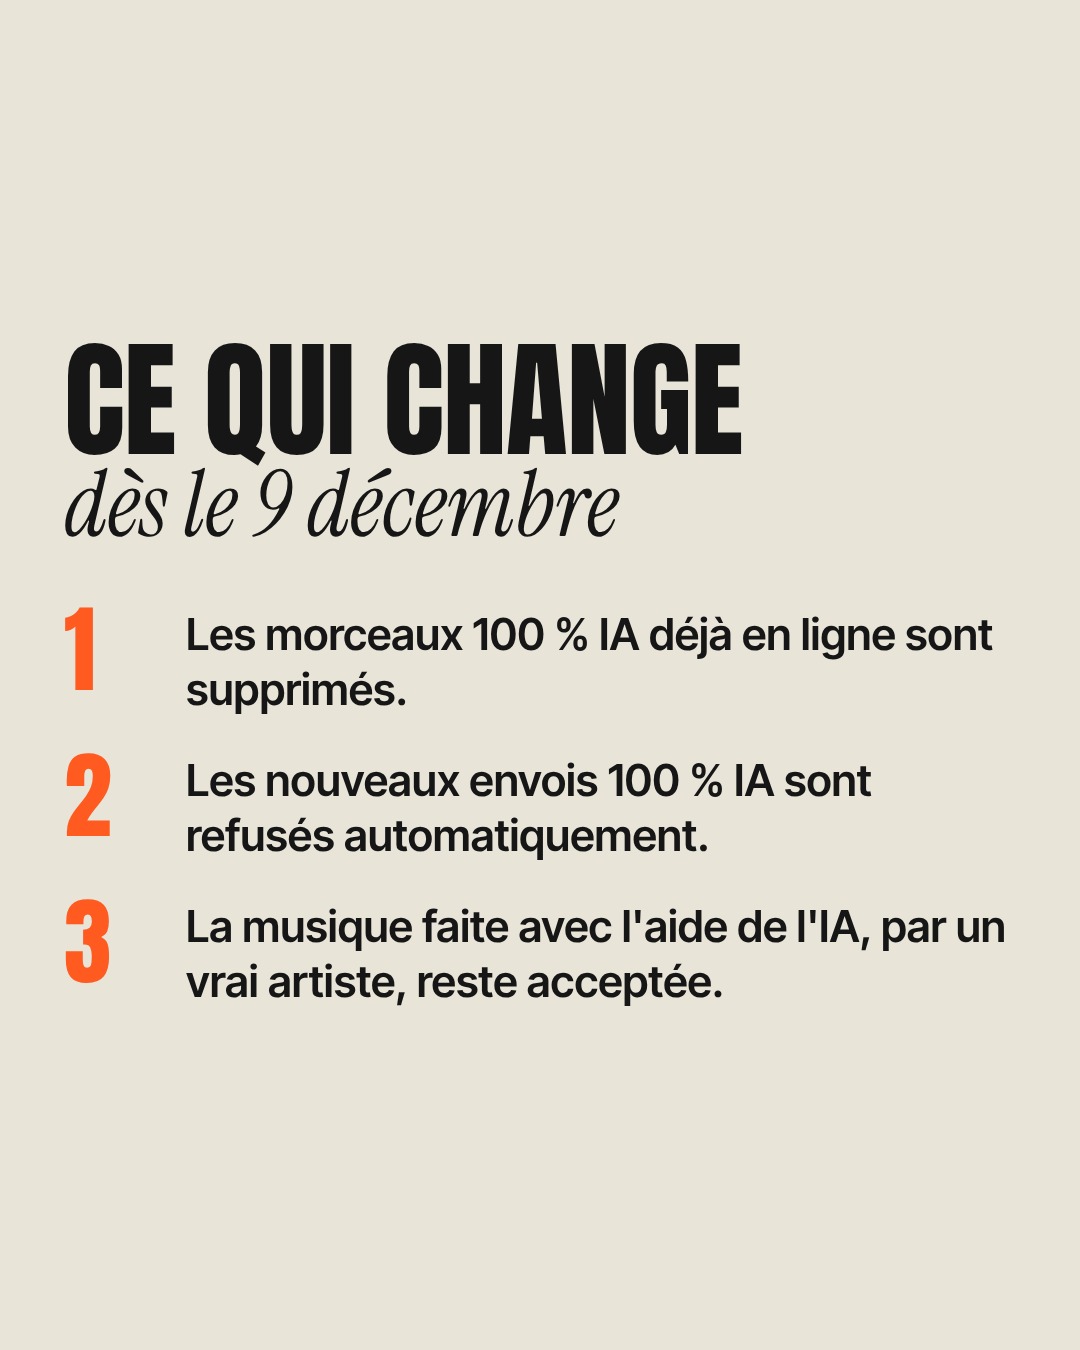 CE QUI CHANGE
dès le 9 décembre
1 Les morceaux 100 % IA déjà en ligne sont
supprimés.
2 Les nouveaux envois 100 % IA sont
refusés automatiquement.
3 La musique faite avec l'aide de l'IA, par un
vrai artiste, reste acceptée.